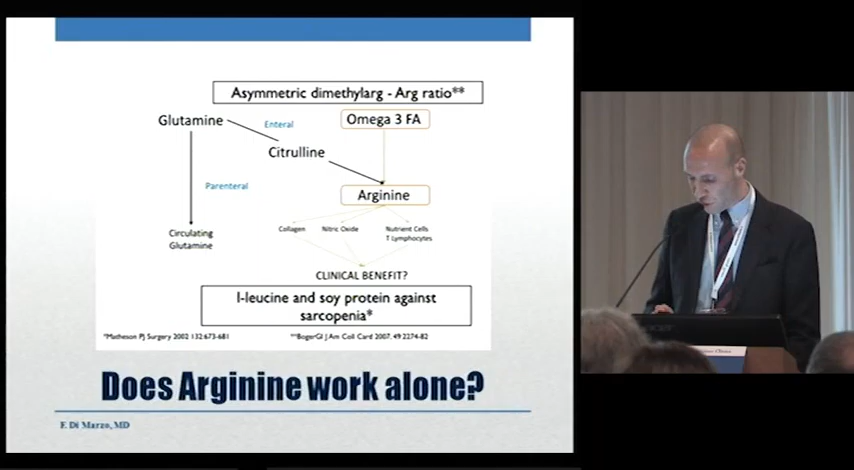 Asymmetric dimethylarg - Arg ratio**
Glutamine
Enteral
Omega 3 FA
Citrulline
Parenteral
Arginine
Circulating
Glutamine
Collagen
Nitric Oxide
Nutrient Cells
T Lymphocytes
CLINICAL BENEFIT?
l-leucine and soy protein against
sarcopenia*
*Matheson PJ Surgery 2002 132:673-681
**BogerGI J Am Coll Card 2007; 49:2274-82
Does Arginine work alone?
F. Di Marzo, MD